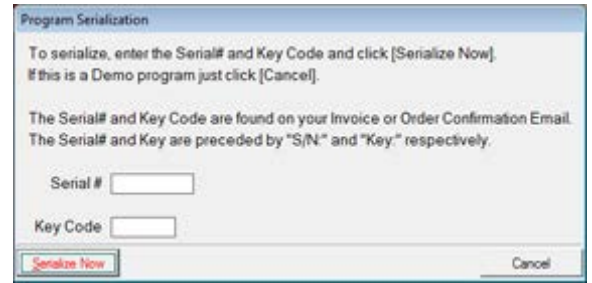 Program Serialization
To serialize, enter the Serial# and Key Code and click [Serialize Now].
If this is a Demo program just click [Cancel].
The Serial# and Key Code are found on your Invoice or Order Confirmation Email.
The Serial# and Key are preceded by "S/N:" and "Key:" respectively.
Serial #
Key Code
Serialize Now
Cancel